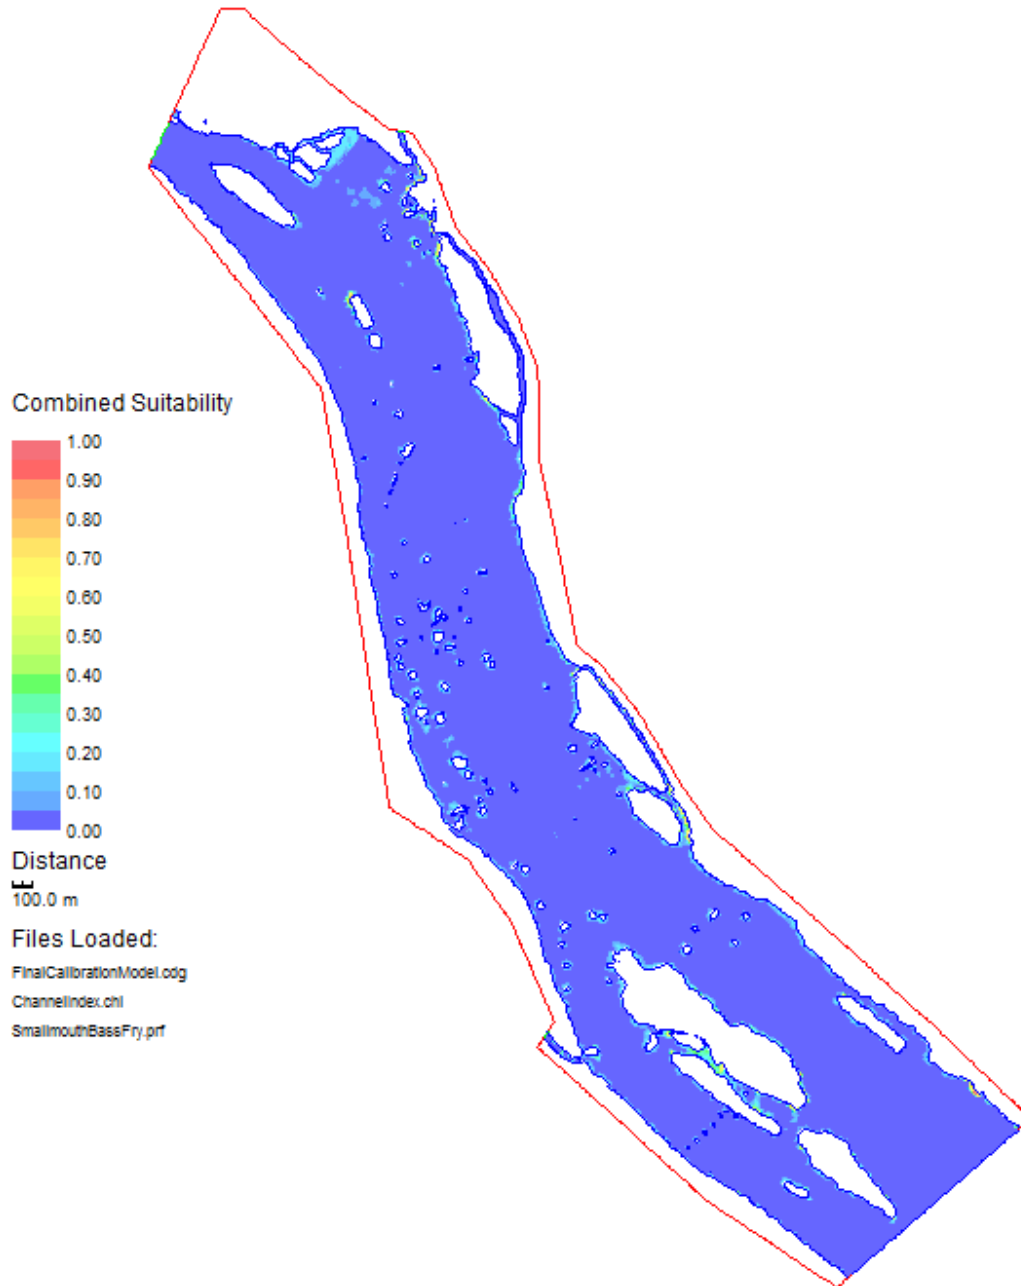 Combined Suitability
1.00
0.90
0.80
0.70
0.60
0.50
0.40
0.30
0.20
0.10
0.00
Distance
100.0 m
Files Loaded:
FinalCalibrationModel.cdg
ChannelIndex.chi
SmallmouthBassFry.prf